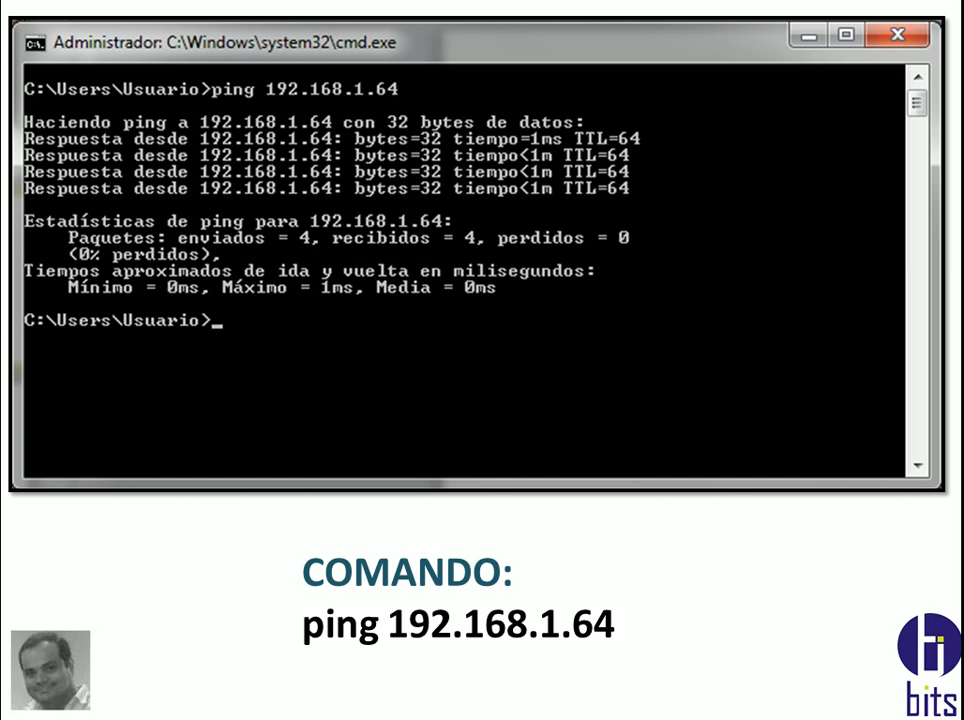 Administrador: C:\Windows\system32\cmd.exe
C:\Users\Usuario>ping 192.168.1.64
Haciendo ping a 192.168.1.64 con 32 bytes de datos:
Respuesta desde 192.168.1.64: bytes=32 tiempo=1ms TTL=64
Respuesta desde 192.168.1.64: bytes=32 tiempo<1m TTL=64
Respuesta desde 192.168.1.64: bytes=32 tiempo<1m TTL=64
Respuesta desde 192.168.1.64: bytes=32 tiempo<1m TTL=64
Estadísticas de ping para 192.168.1.64:
Paquetes: enviados = 4, recibidos = 4, perdidos = 0
(0% perdidos),
Tiempos aproximados de ida y vuelta en milisegundos:
Mínimo = 0ms, Máximo = 1ms, Media = 0ms
C:\Users\Usuario>_
COMANDO:
ping 192.168.1.64
bits